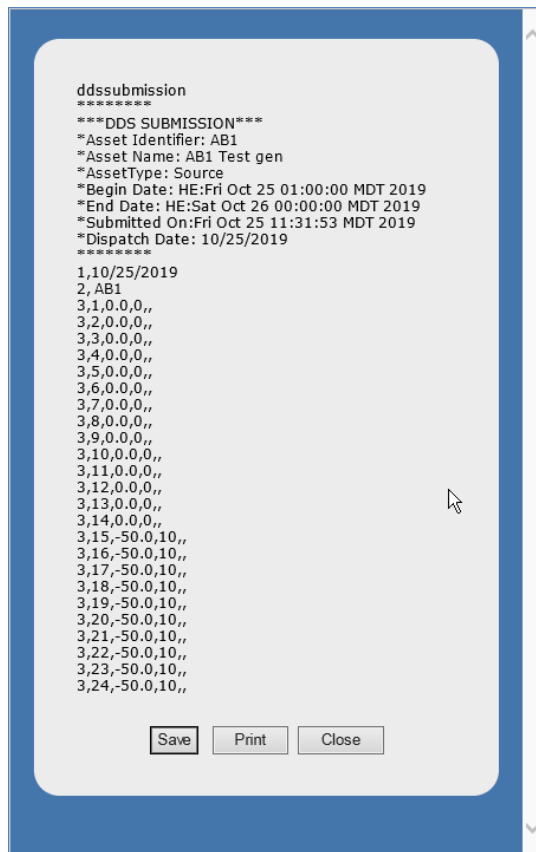 ddssubmission
********
***DDS SUBMISSION***
*Asset Identifier: AB1
*Asset Name: AB1 Test gen
*AssetType: Source
*Begin Date: HE:Fri Oct 25 01:00:00 MDT 2019
*End Date: HE:Sat Oct 26 00:00:00 MDT 2019
*Submitted On:Fri Oct 25 11:31:53 MDT 2019
*Dispatch Date: 10/25/2019
********
1,10/25/2019
2, AB1
3,1,0.0,0,,
3,2,0.0,0,,
3,3,0.0,0,,
3,4,0.0,0,,
3,5,0.0,0,,
3,6,0.0,0,,
3,7,0.0,0,,
3,8,0.0,0,,
3,9,0.0,0,,
3,10,0.0,0,,
3,11,0.0,0,,
3,12,0.0,0,,
3,13,0.0,0,,
3,14,0.0,0,,
3,15,-50.0,10,,
3,16,-50.0,10,,
3,17,-50.0,10,,
3,18,-50.0,10,,
3,19,-50.0,10,,
3,20,-50.0,10,,
3,21,-50.0,10,,
3,22,-50.0,10,,
3,23,-50.0,10,,
3,24,-50.0,10,,
Save Print Close